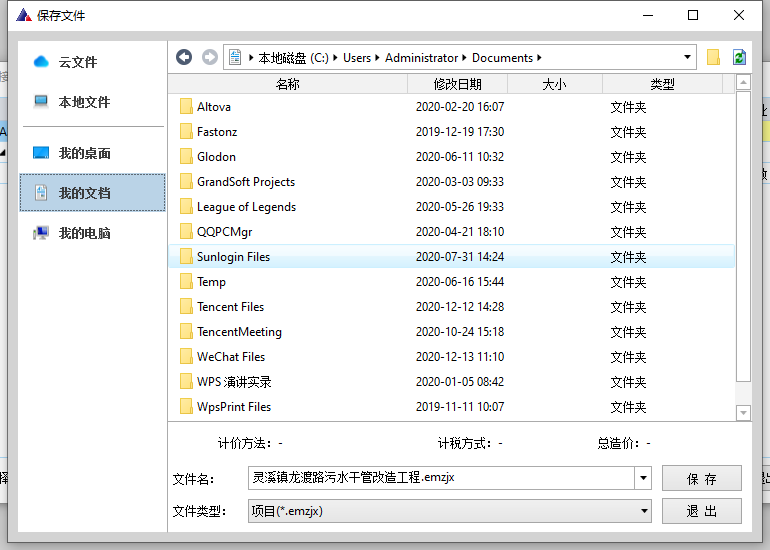 保存文件
云文件
本地文件
我的桌面
我的文档
我的电脑
本地磁盘 (C:) Users Administrator Documents
名称 修改日期 大小 类型
Altova 2020-02-20 16:07 文件夹
Fastonz 2019-12-19 17:30 文件夹
Glodon 2020-06-11 10:32 文件夹
GrandSoft Projects 2020-03-03 09:33 文件夹
League of Legends 2020-05-26 19:33 文件夹
QQPCMgr 2020-04-21 18:10 文件夹
Sunlogin Files 2020-07-31 14:24 文件夹
Temp 2020-06-16 15:44 文件夹
Tencent Files 2020-12-12 14:28 文件夹
TencentMeeting 2020-10-24 15:18 文件夹
WeChat Files 2020-12-13 11:10 文件夹
WPS 演讲实录 2020-01-05 08:42 文件夹
WpsPrint Files 2019-11-11 10:07 文件夹
计价方法：- 计税方式：- 总造价：-
文件名： 灵溪镇龙渡路污水干管改造工程.emzjx 保 存
文件类型： 项目(*.emzjx) 退 出